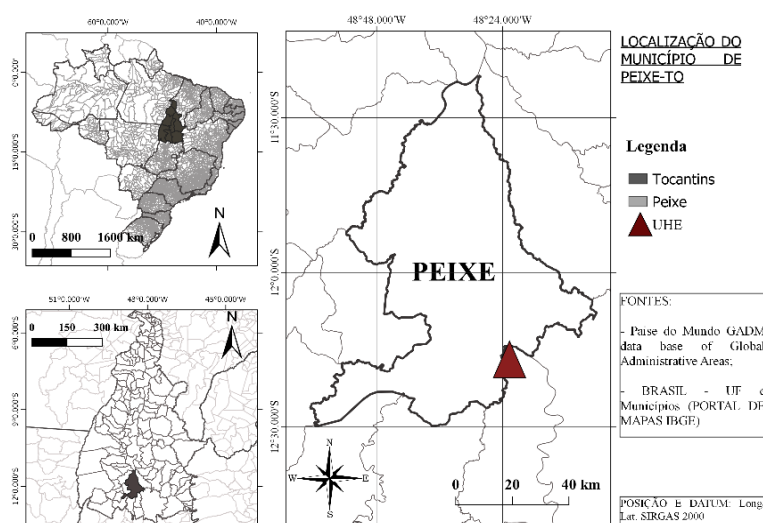 60°0.000'W 40°0.000'W
0°0.000'
15°0.000'S
30°0.000'S
N
0 800 1600 km
51°0.000'W 48°0.000'W 45°0.000'W
0 150 300 km
N
6°0.000'S
9°0.000'S
12°0.000'S
48°48.000'W 48°24.000'W
11°30.000'S
12°0.000'S
12°30.000'S
PEIXE
N
W E
S
0 20 40 km
LOCALIZAÇÃO DO
MUNICÍPIO DE
PEIXE-TO
Legenda
Tocantins
Peixe
UHE
FONTES:
- Paise do Mundo GADM
data base of Global
Administrative Areas;
- BRASIL - UF e
Municípios (PORTAL DE
MAPAS IBGE)
POSIÇÃO E DATUM: Long
Lat. SIRGAS 2000